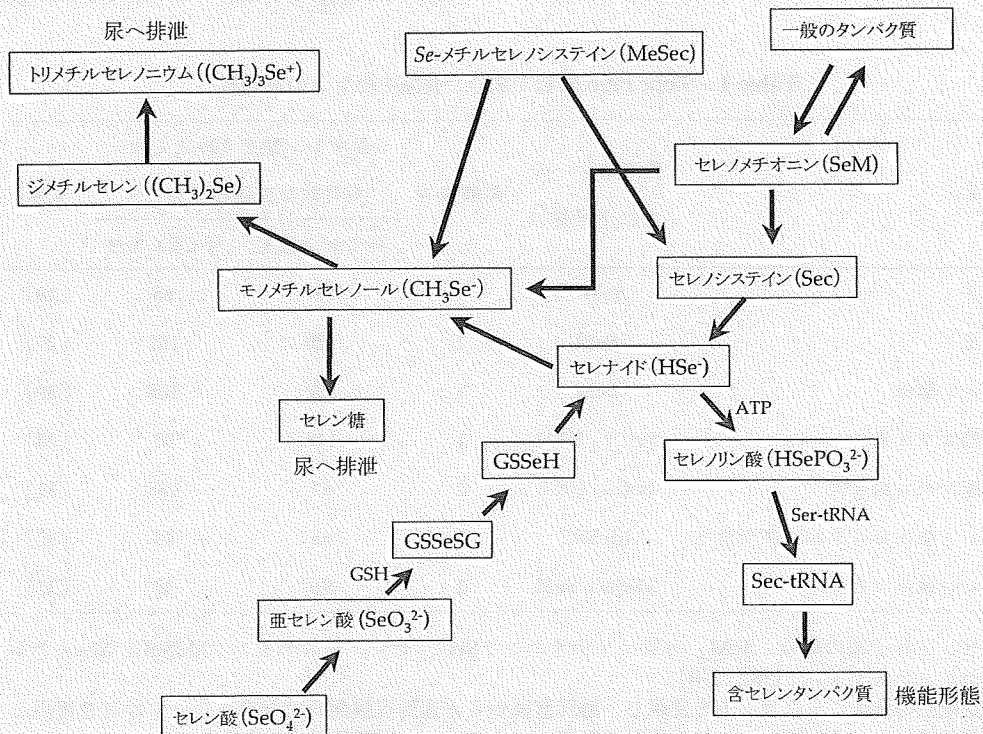 尿へ排泄
トリメチルセレノニウム((CH₃)₃Se⁺)
Se-メチルセレノシステイン(MeSec)
一般のタンパク質
ジメチルセレン((CH₃)₂Se)
セレノメチオニン(SeM)
モノメチルセレノール(CH₃Se⁻)
セレノシステイン(Sec)
セレナイド(HSe⁻)
ATP
セレン糖
尿へ排泄
GSSeH
セレノリン酸(HSePO₃²⁻)
Ser-tRNA
GSSeSG
GSH
Sec-tRNA
亜セレン酸(SeO₃²⁻)
セレン酸(SeO₄²⁻)
含セレンタンパク質 機能形態